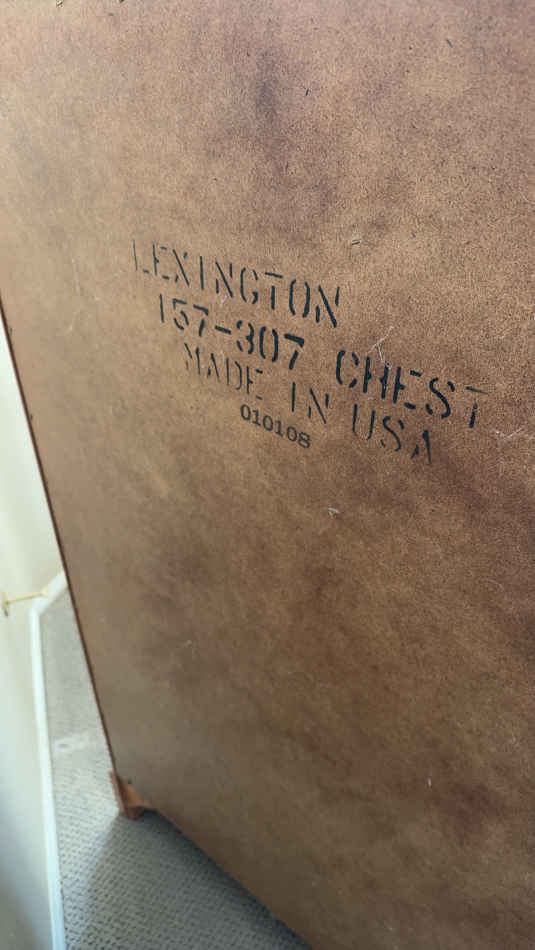 LEXINGTON
157-307 CHEST
MADE IN USA
010108